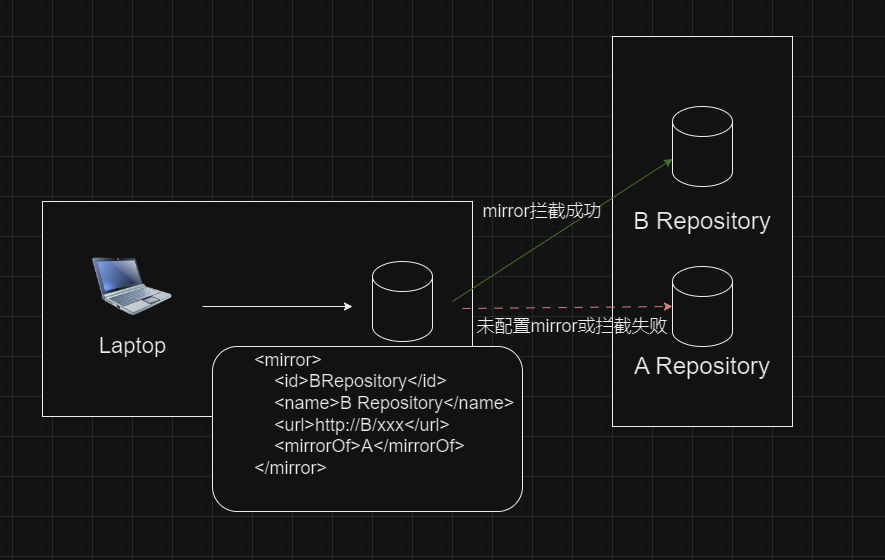 mirror拦截成功
B Repository
未配置mirror或拦截失败
A Repository
Laptop
<mirror>
<id>BRepository</id>
<name>B Repository</name>
<url>http://B/xxx</url>
<mirrorOf>A</mirrorOf>
</mirror>